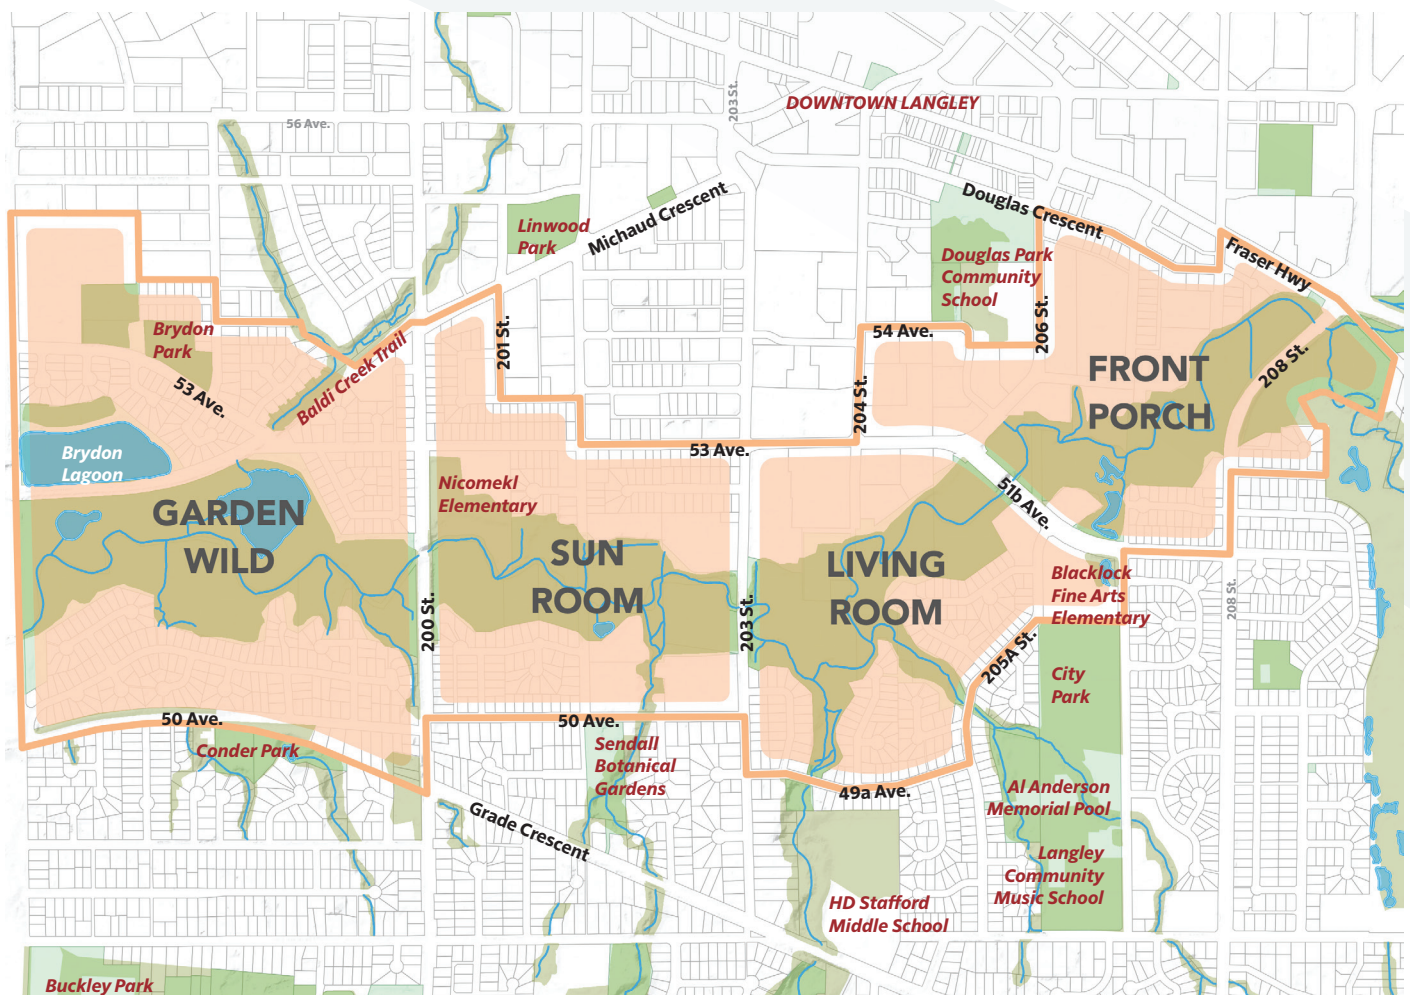 DOWNTOWN LANGLEY
203 St.
56 Ave.
Douglas Crescent
Michaud Crescent
Linwood
Park
Douglas Park
Community
School
Fraser Hwy
Brydon
Park
Baldi Creek Trail
201 St.
54 Ave.
206 St.
208 St.
53 Ave.
204 St.
53 Ave.
FRONT
PORCH
Brydon
Lagoon
Nicomekl
Elementary
51b Ave.
GARDEN
WILD
SUN
ROOM
LIVING
ROOM
Blacklock
Fine Arts
Elementary
200 St.
203 St.
208 St.
205A St.
City
Park
50 Ave.
50 Ave.
Conder Park
Sendall
Botanical
Gardens
49a Ave.
Al Anderson
Memorial Pool
Grade Crescent
Langley
Community
Music School
HD Stafford
Middle School
Buckley Park